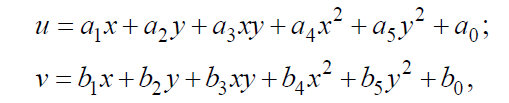 u = a₁x + a₂y + a₃xy + a₄x² + a₅y² + a₀;
v = b₁x + b₂y + b₃xy + b₄x² + b₅y² + b₀,